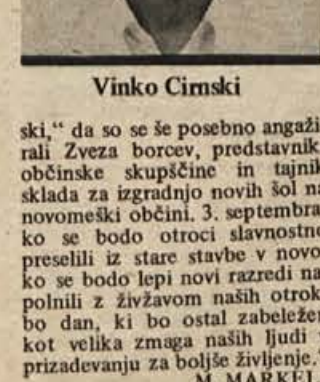 Vinko Cirnski
ski,“ da so se še posebno angaži-
rali Zveza borcev, predstavnik
občinske skupščine in tajnik
sklada za izgradnjo novih šol na
novomeški občini. 3. septembra,
ko se bodo otroci slavnostno
preselili iz stare stavbe v novo,
ko se bodo lepi novi razredi na-
polnili z živžavom naših otrok,
bo dan, ki bo ostal zabeležen
kot velika zmaga naših ljudi
prizadevanju za boljše življenje.“
M. MARKEL